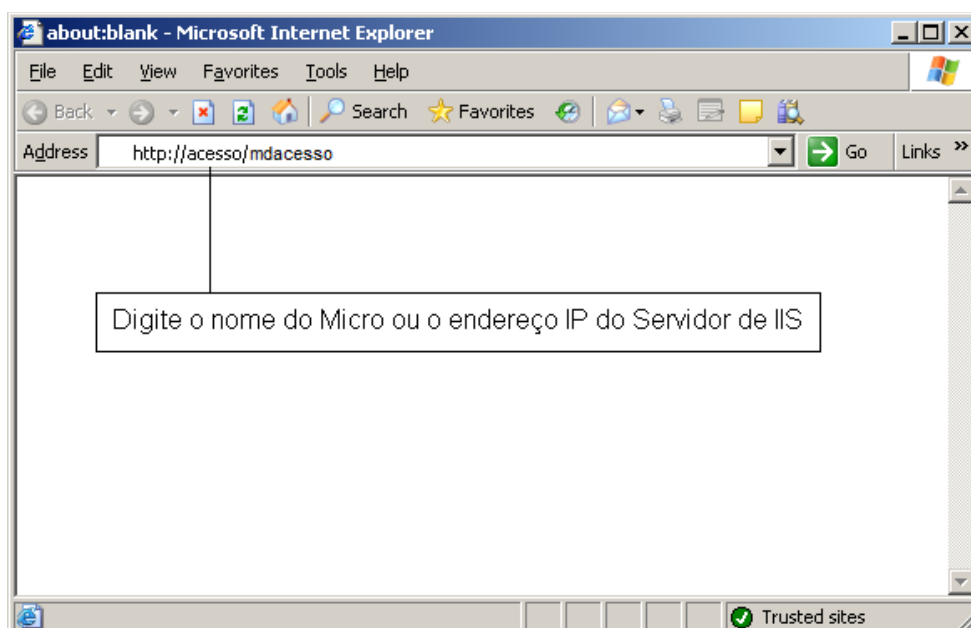 about:blank - Microsoft Internet Explorer
File Edit View Favorites Tools Help
Back Search Favorites
Address http://acesso/mdacesso Go Links »
Digite o nome do Micro ou o endereço IP do Servidor de IIS
Trusted sites